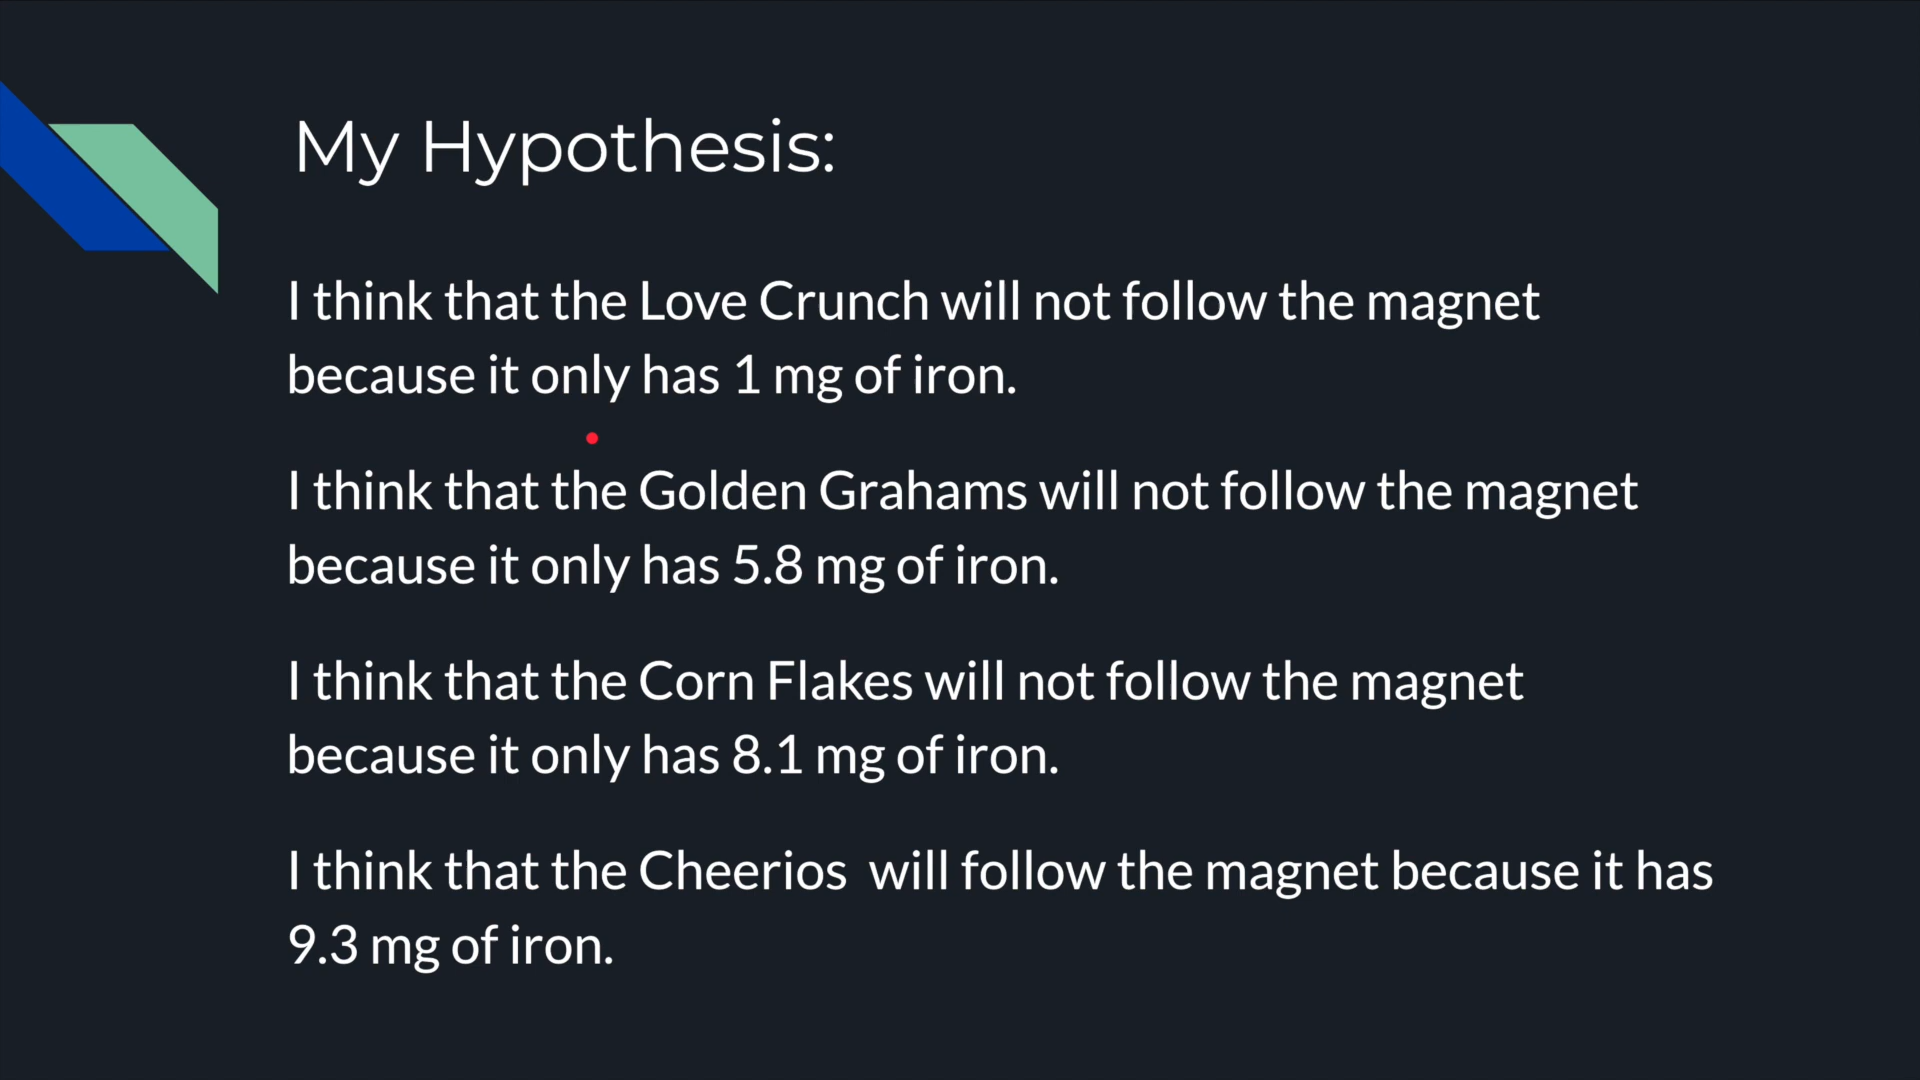 My Hypothesis:
I think that the Love Crunch will not follow the magnet
because it only has 1 mg of iron.
I think that the Golden Grahams will not follow the magnet
because it only has 5.8 mg of iron.
I think that the Corn Flakes will not follow the magnet
because it only has 8.1 mg of iron.
I think that the Cheerios  will follow the magnet because it has
9.3 mg of iron.